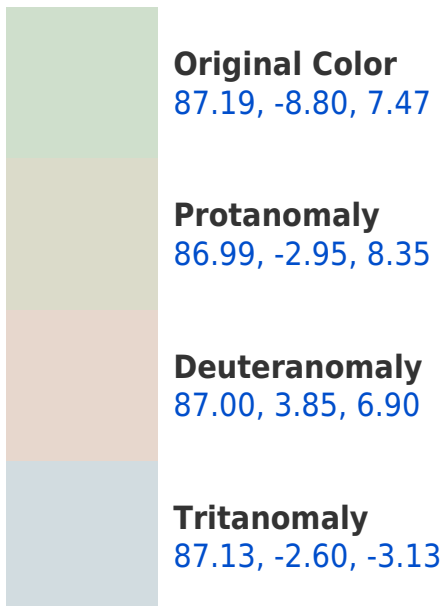 Original Color
87.19, -8.80, 7.47
Protanomaly
86.99, -2.95, 8.35
Deuteranomaly
87.00, 3.85, 6.90
Tritanomaly
87.13, -2.60, -3.13